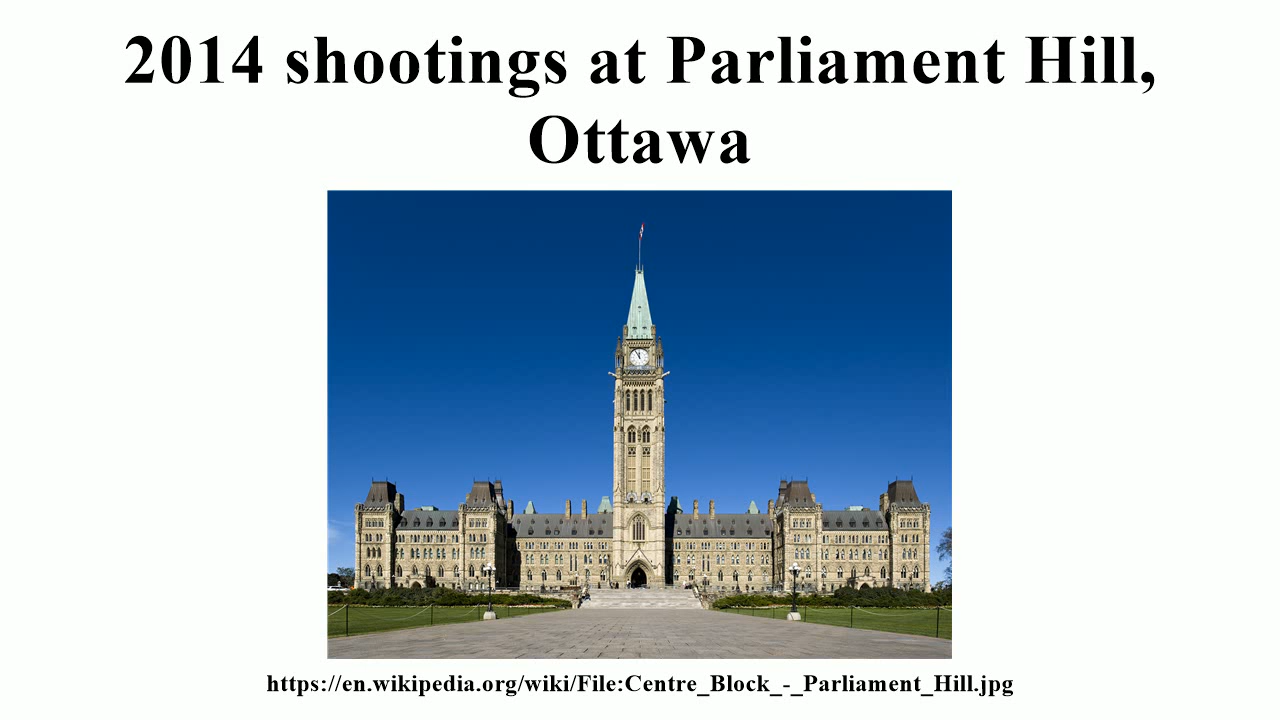 2014 shootings at Parliament Hill,
Ottawa
https://en.wikipedia.org/wiki/File:Centre_Block_-_Parliament_Hill.jpg